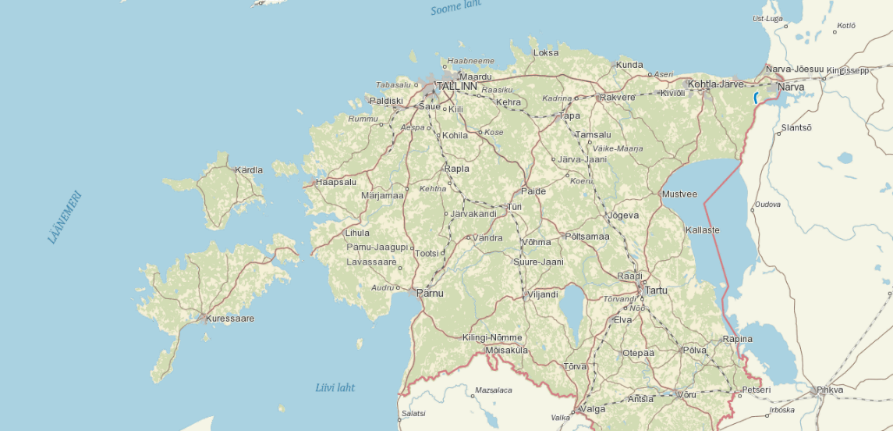 Soome laht
Ust-Luga
Kotlõ
Loksa
Haabneeme
Kunda
Aseri
Narva-Jõesuu
Kingissepp
Maardu
Tabasalu
TALLINN
Raasiku
Kohtla-Järve
Narva
Kiviõli
Kadrina
Rakvere
Paldiski
Saue
Kiili
Kehra
Rummu
Tapa
Aespa
Kohila
Kose
Tamsalu
Slantsõ
Väike-Maarja
Järva-Jaani
Kärdla
Rapla
Koeru
Haapsalu
Kehtna
Märjamaa
Paide
Mustvee
LÄÄNEMERI
Järvakandi
Türi
Jõgeva
Oudova
Lihula
Vändra
Võhma
Põltsamaa
Kallaste
Pärnu-Jaagupi
Tootsi
Lavassaare
Suure-Jaani
Raadi
Audru
Pärnu
Viljandi
Tartu
Tõrvandi
Nõo
Kuressaare
Elva
Kilingi-Nõmme
Räpina
Mõisaküla
Otepää
Põlva
Tõrva
Liivi laht
Mazsalaca
Petseri
Pihkva
Antsla
Võru
Salatsi
Valka
Valga
Irboska